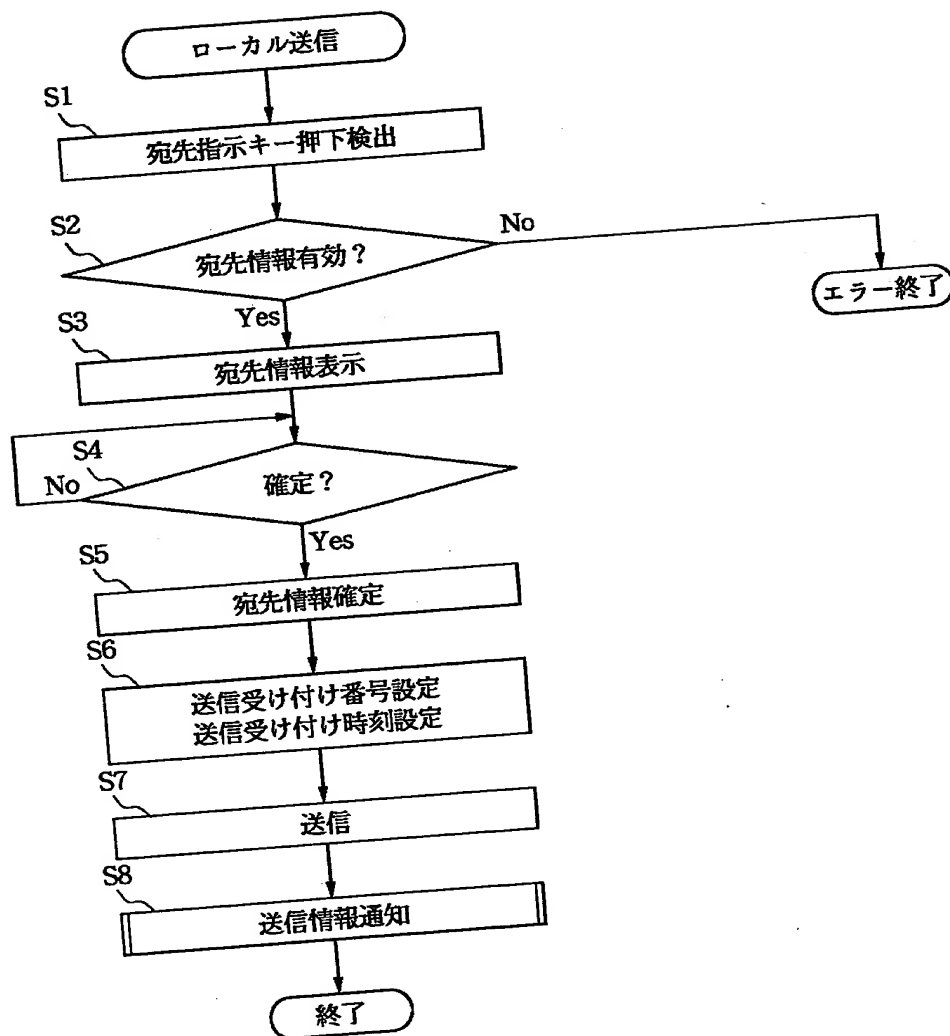 ローカル送信
S1
宛先指示キー押下検出
S2
宛先情報有効？
No
エラー終了
Yes
S3
宛先情報表示
S4
確定？
No
Yes
S5
宛先情報確定
S6
送信受け付け番号設定
送信受け付け時刻設定
S7
送信
S8
送信情報通知
終了